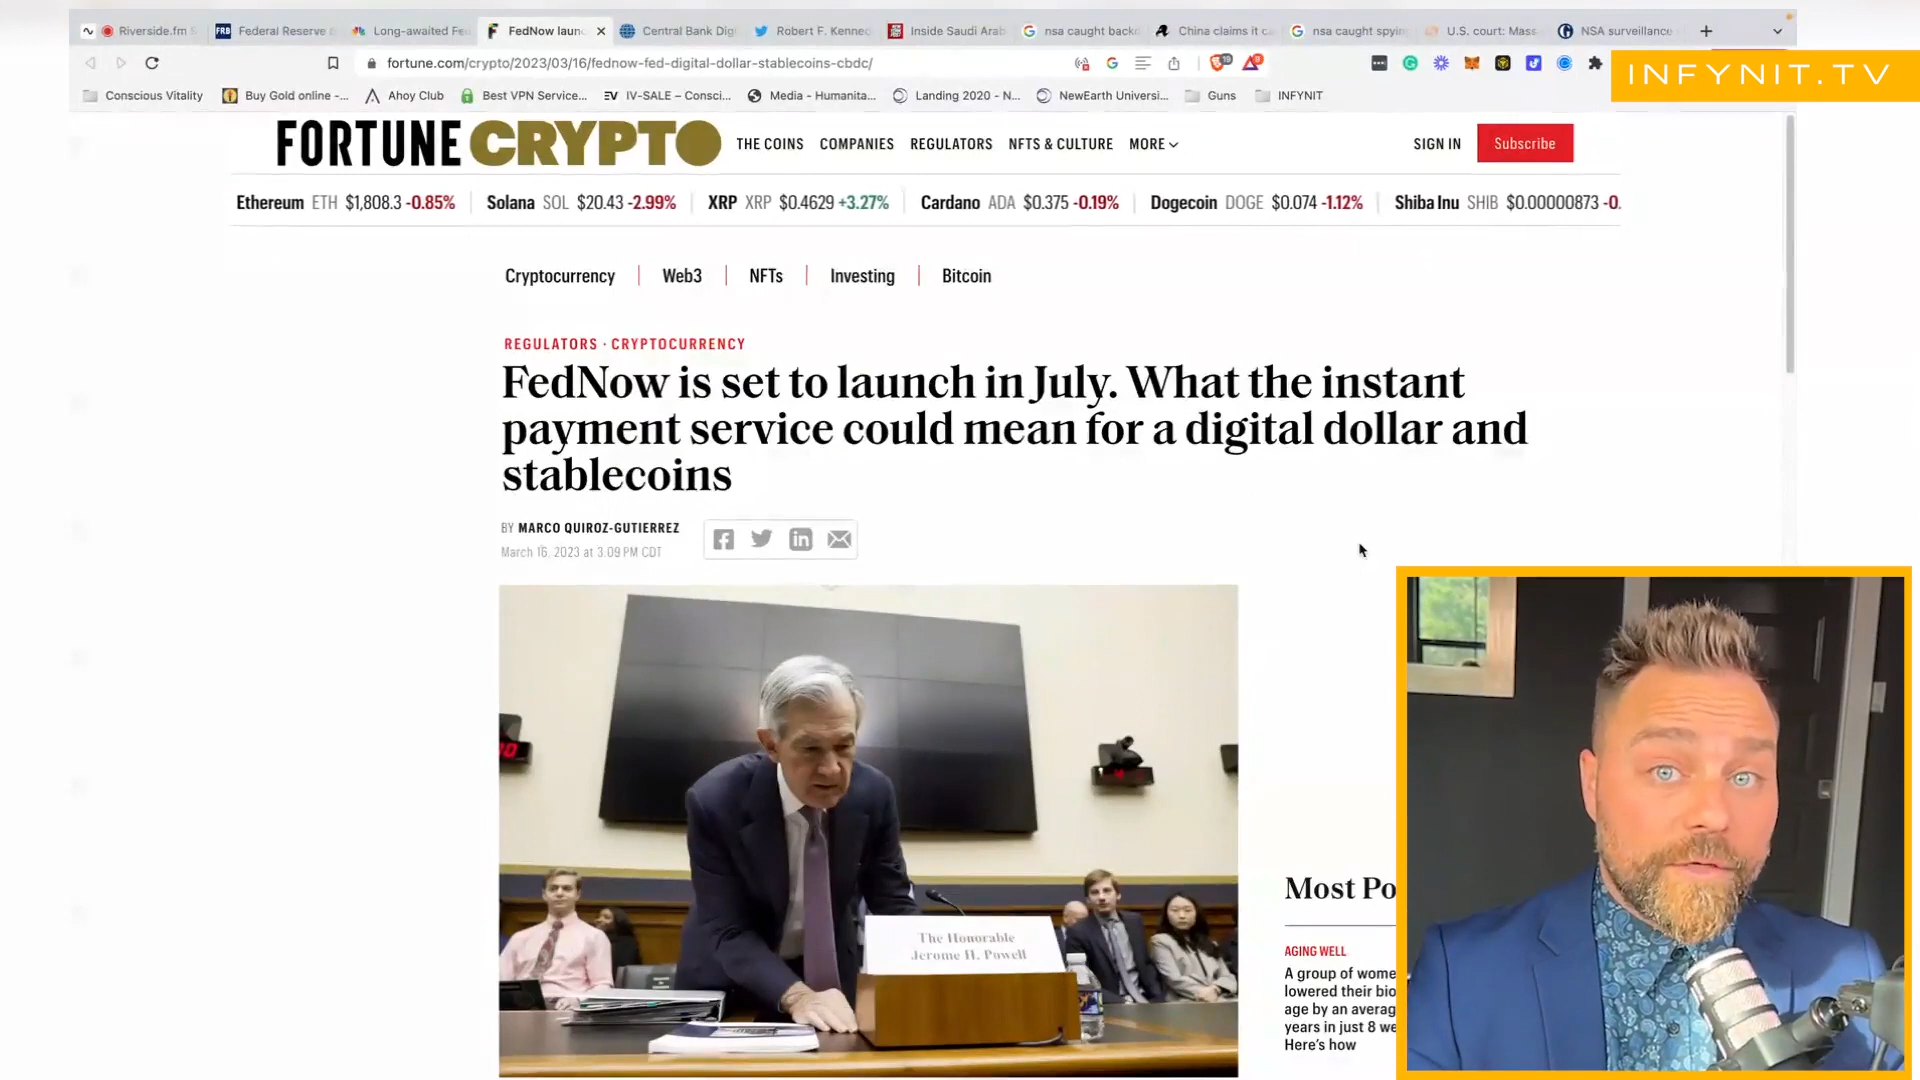 Riverside.fm
Federal Reserve
Long-awaited Fe
FedNow laun
Central Bank Dig
Robert F. Kenne
Inside Saudi Arab
nsa caught back
China claims it ca
nsa caught spyin
U.S. court: Mass
NSA surveillance
fortune.com/crypto/2023/03/16/fednow-fed-digital-dollar-stablecoins-cbdc/
INFYNIT.TV
Conscious Vitality
Buy Gold online -...
Ahoy Club
Best VPN Service...
IV-SALE – Consci...
Media - Humanita...
Landing 2020 - N...
NewEarth Universi...
Guns
INFYNIT
FORTUNE CRYPTO
THE COINS
COMPANIES
REGULATORS
NFTS & CULTURE
MORE
SIGN IN
Subscribe
Ethereum ETH $1,808.3 -0.85%
Solana SOL $20.43 -2.99%
XRP XRP $0.4629 +3.27%
Cardano ADA $0.375 -0.19%
Dogecoin DOGE $0.074 -1.12%
Shiba Inu SHIB $0.00000873 -0.
Cryptocurrency
Web3
NFTs
Investing
Bitcoin
REGULATORS · CRYPTOCURRENCY
FedNow is set to launch in July. What the instant
payment service could mean for a digital dollar and
stablecoins
BY MARCO QUIROZ-GUTIERREZ
March 16, 2023 at 3:09 PM CDT
The Honorable
Jerome H. Powell
Most Po
AGING WELL
A group of wome
lowered their bio
age by an averag
years in just 8 we
Here's how